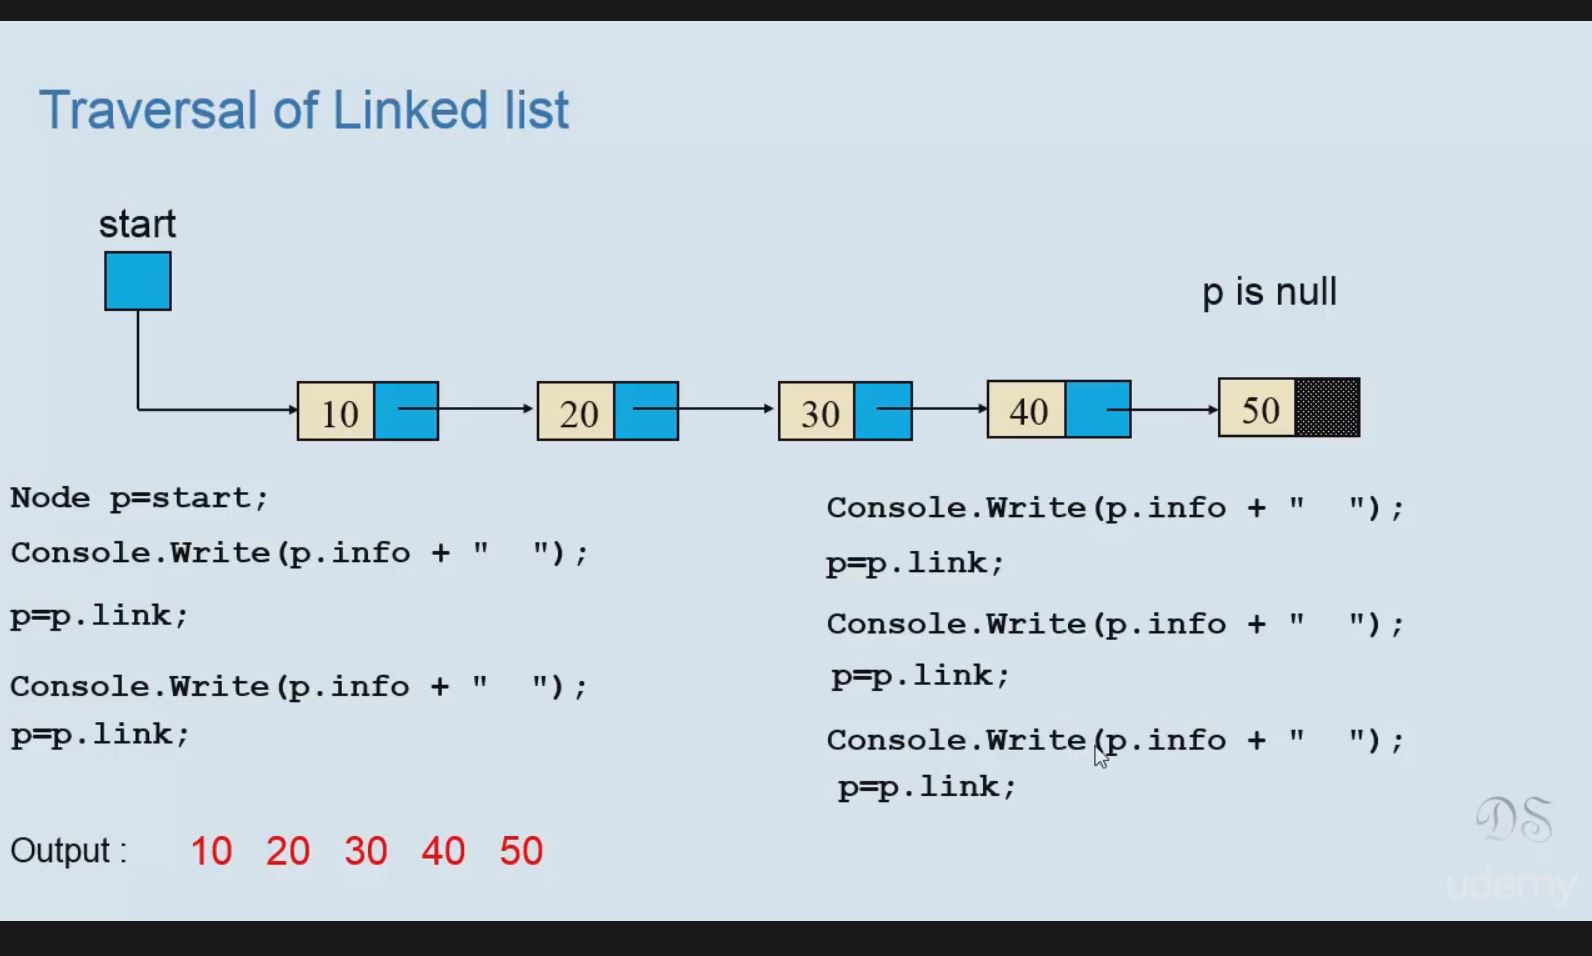 Traversal of Linked list
start
p is null
10 20 30 40 50
Node p=start;
Console.Write(p.info + "  ");
p=p.link;
Console.Write(p.info + "  ");
p=p.link;
Console.Write(p.info + "  ");
p=p.link;
Console.Write(p.info + "  ");
p=p.link;
Console.Write(p.info + "  ");
p=p.link;
Output : 10 20 30 40 50
DS
udemy